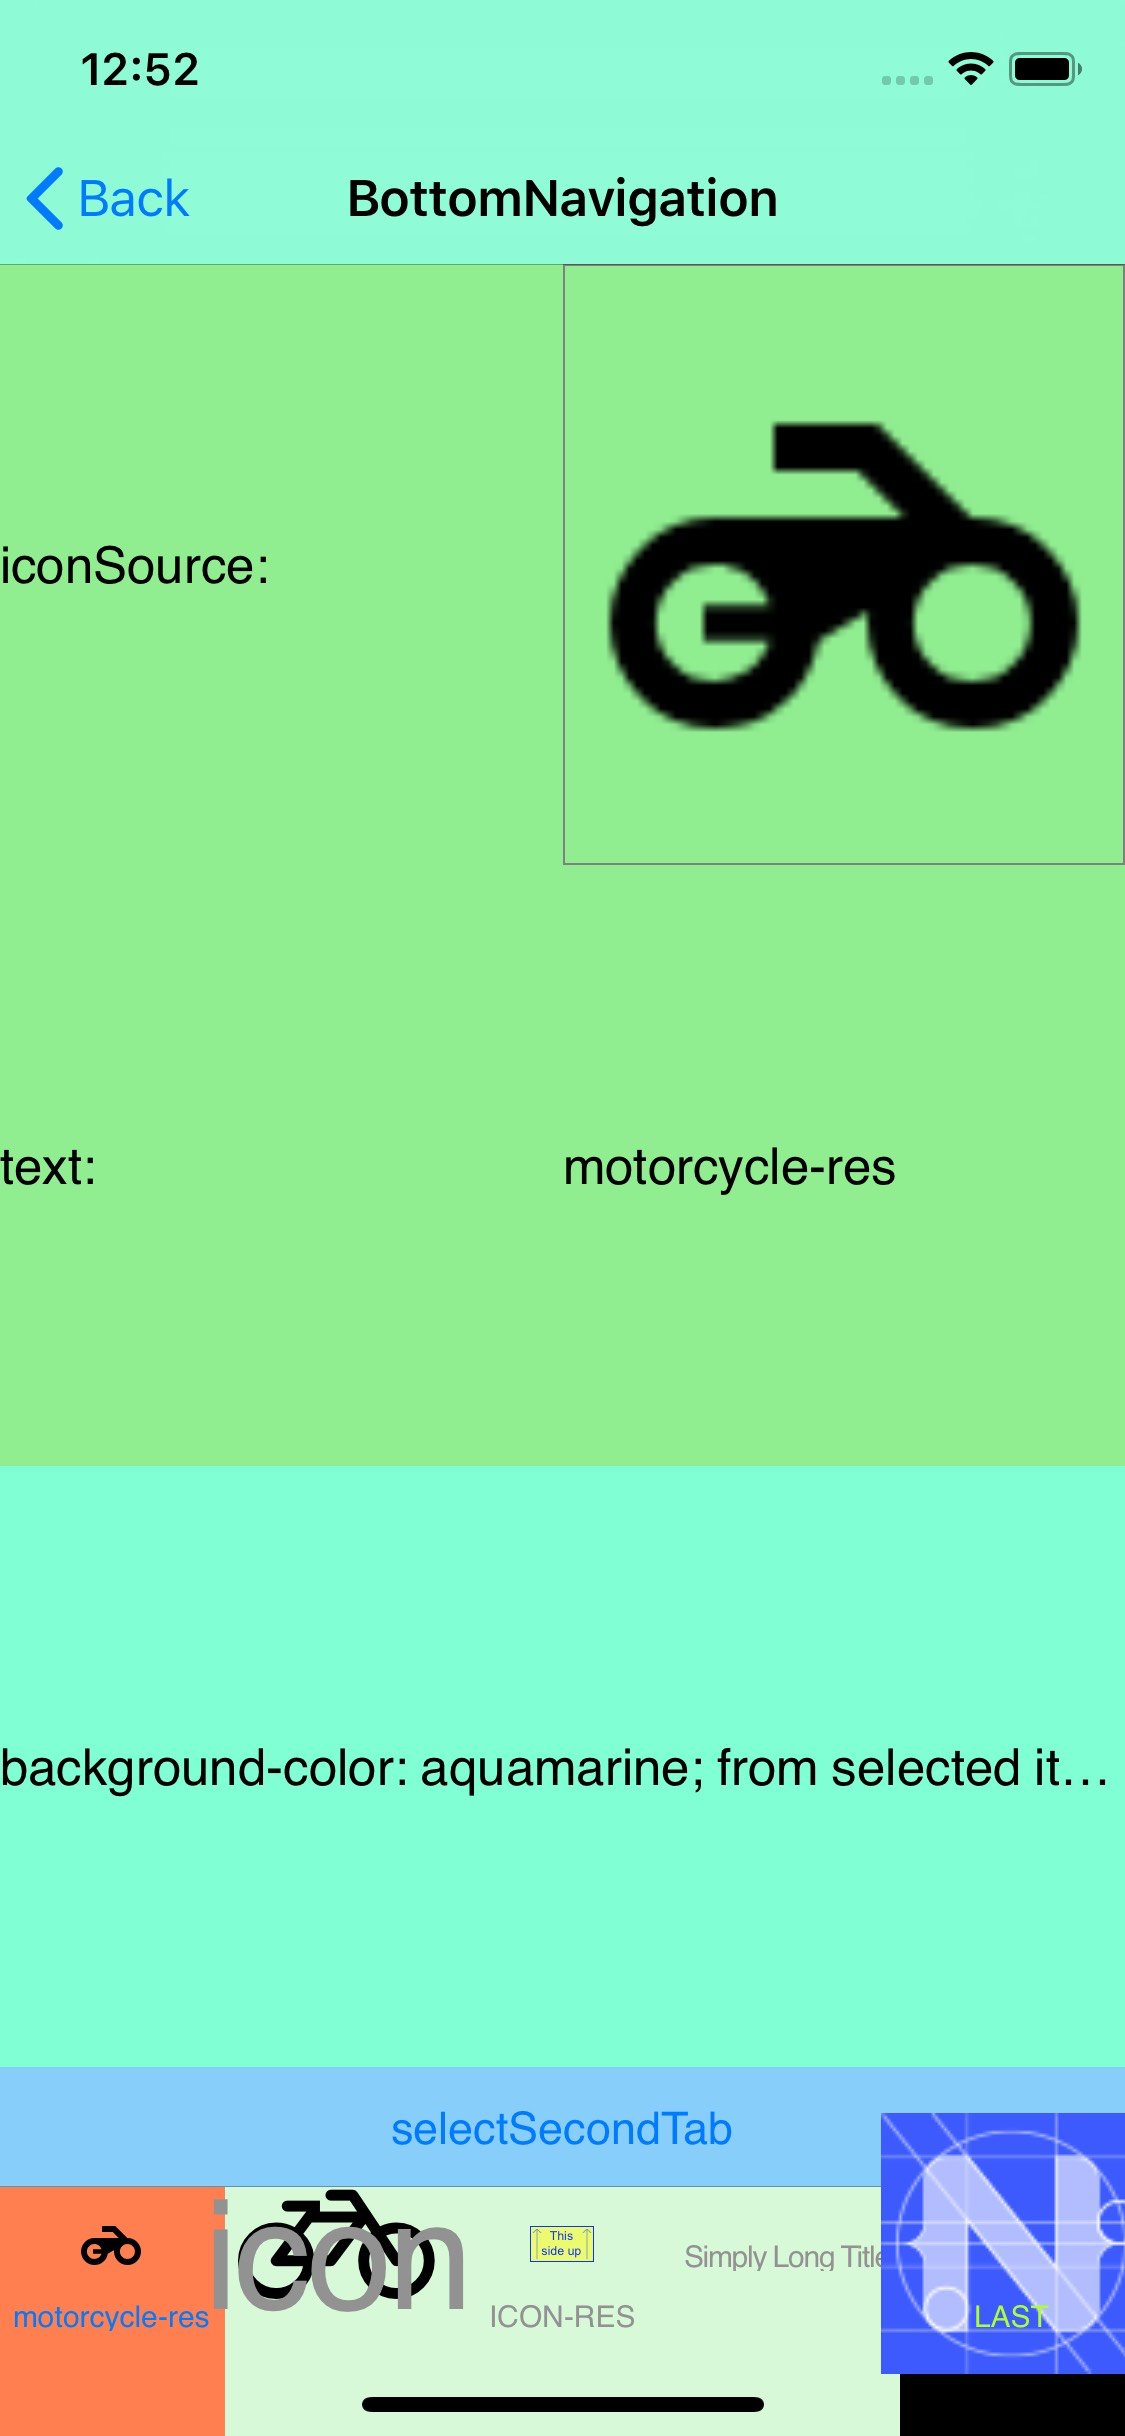 12:52
Back
BottomNavigation
iconSource:
text:
motorcycle-res
background-color: aquamarine; from selected it...
selectSecondTab
motorcycle-res
icon
This
side up
ICON-RES
Simply Long Title
LAST